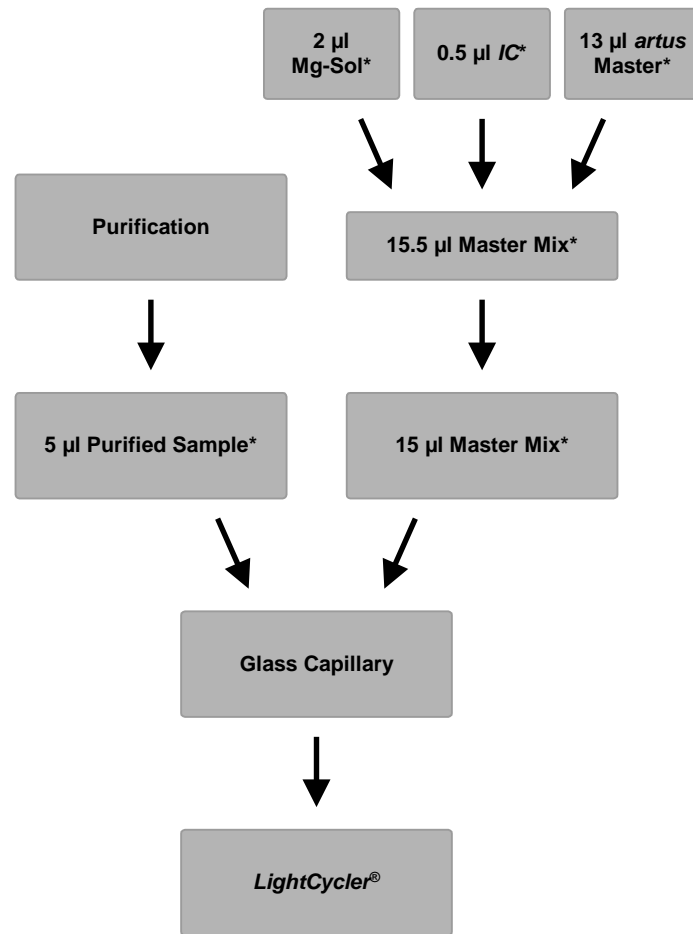 2 µl
Mg-Sol*
0.5 µl IC*
13 µl artus
Master*
Purification
15.5 µl Master Mix*
5 µl Purified Sample*
15 µl Master Mix*
Glass Capillary
LightCycler®